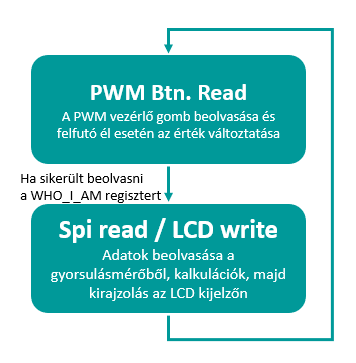 PWM Btn. Read
A PWM vezérlő gomb beolvasása és
felfutó él esetén az érték változtatása
Ha sikerült beolvasni
a WHO_I_AM regisztert
Spi read / LCD write
Adatok beolvasása a
gyorsulásmérőből, kalkulációk, majd
kirajzolás az LCD kijelzőn